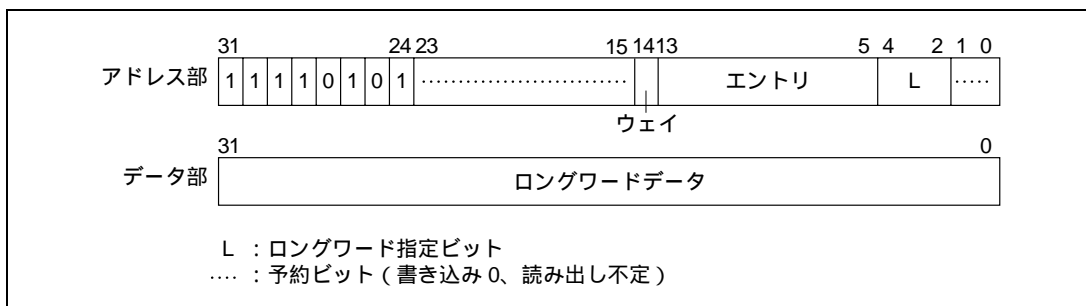 31 24 23 15 14 13 5 4 2 1 0
アドレス部 1 1 1 1 0 1 0 1 ‥‥‥‥‥‥‥‥‥ エントリ L ‥‥
ウェイ
31 0
データ部 ロングワードデータ
L :ロングワード指定ビット
‥‥ :予約ビット(書き込み 0、読み出し不定)